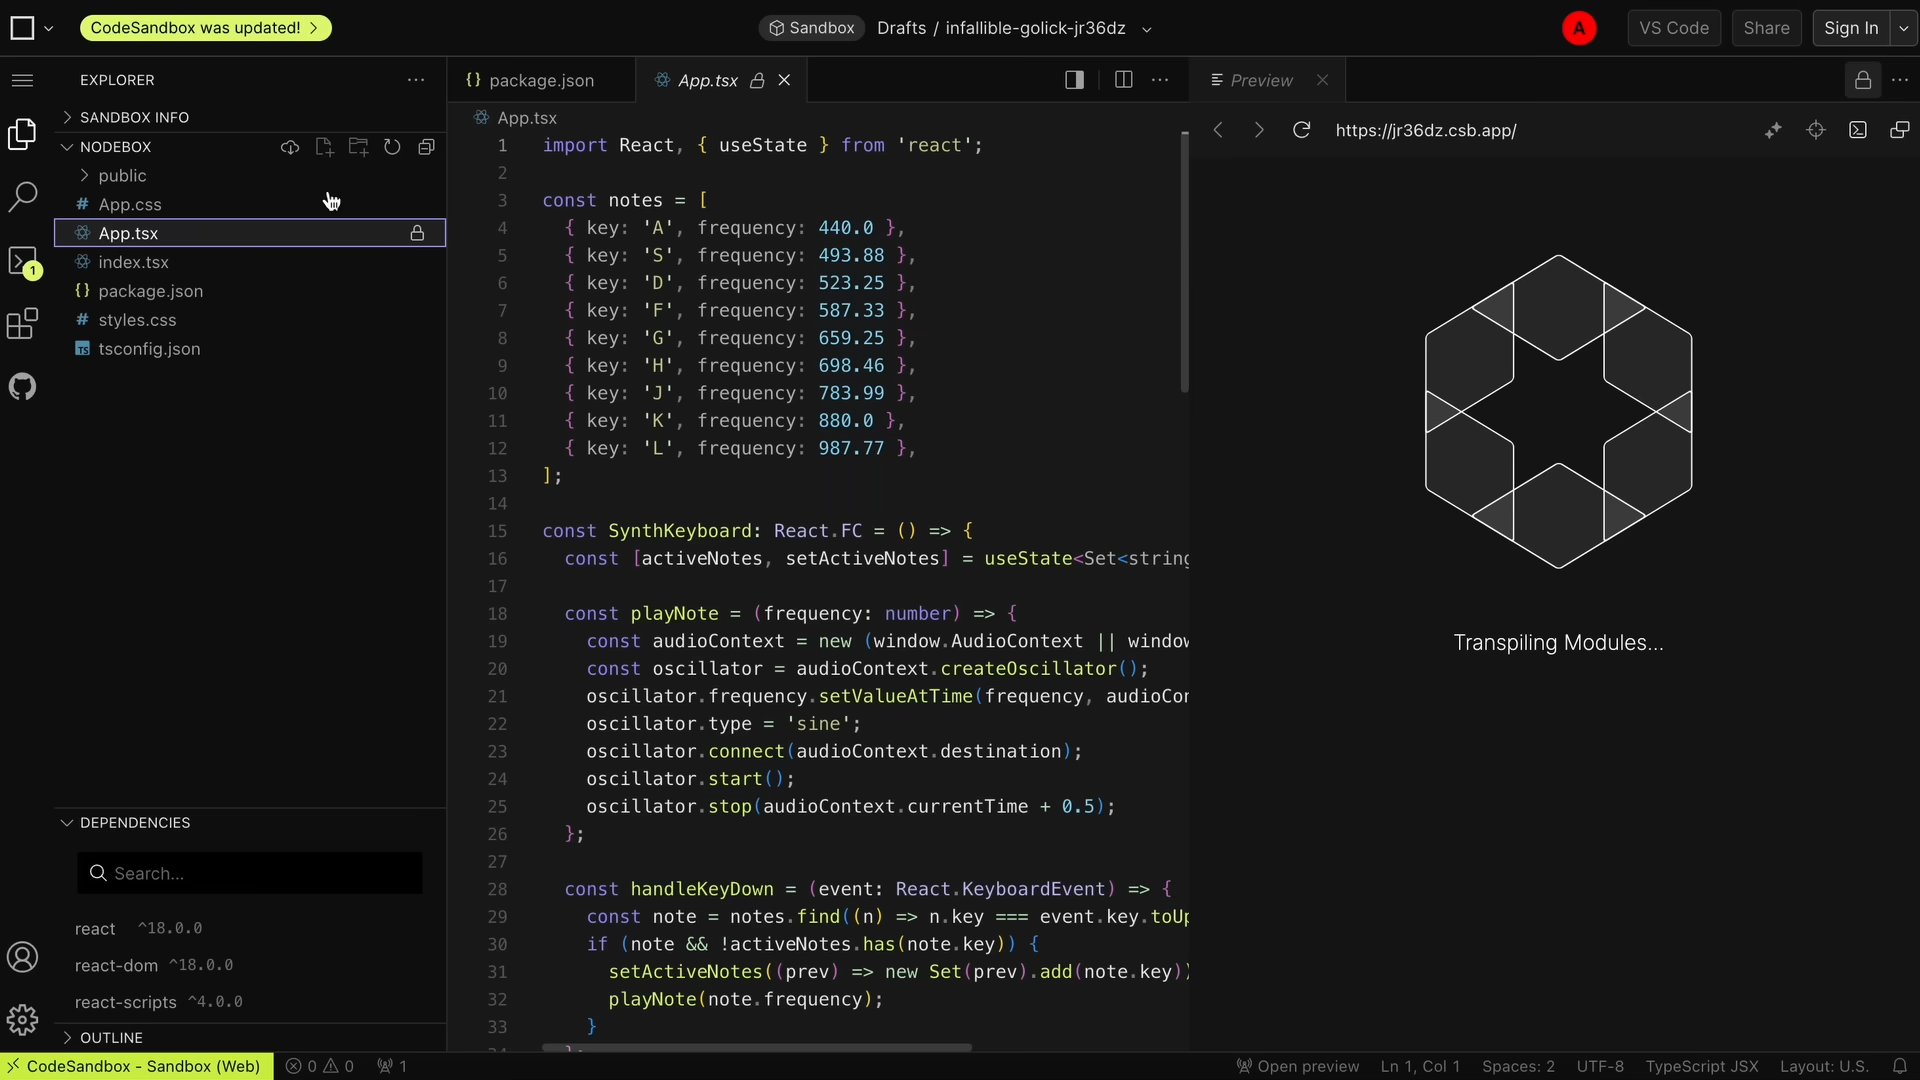 CodeSandbox was updated!
Sandbox
Drafts / infallible-golick-jr36dz
A
VS Code
Share
Sign In
EXPLORER
SANDBOX INFO
NODEBOX
public
App.css
App.tsx
index.tsx
package.json
styles.css
tsconfig.json
1
DEPENDENCIES
Search...
react ^18.0.0
react-dom ^18.0.0
react-scripts ^4.0.0
OUTLINE
package.json
App.tsx
App.tsx
1 import React, { useState } from 'react';
2
3 const notes = [
4 { key: 'A', frequency: 440.0 },
5 { key: 'S', frequency: 493.88 },
6 { key: 'D', frequency: 523.25 },
7 { key: 'F', frequency: 587.33 },
8 { key: 'G', frequency: 659.25 },
9 { key: 'H', frequency: 698.46 },
10 { key: 'J', frequency: 783.99 },
11 { key: 'K', frequency: 880.0 },
12 { key: 'L', frequency: 987.77 },
13 ];
14
15 const SynthKeyboard: React.FC = () => {
16 const [activeNotes, setActiveNotes] = useState<Set<string
17
18 const playNote = (frequency: number) => {
19 const audioContext = new (window.AudioContext || window
20 const oscillator = audioContext.createOscillator();
21 oscillator.frequency.setValueAtTime(frequency, audioCon
22 oscillator.type = 'sine';
23 oscillator.connect(audioContext.destination);
24 oscillator.start();
25 oscillator.stop(audioContext.currentTime + 0.5);
26 };
27
28 const handleKeyDown = (event: React.KeyboardEvent) => {
29 const note = notes.find((n) => n.key === event.key.toUp
30 if (note && !activeNotes.has(note.key)) {
31 setActiveNotes((prev) => new Set(prev).add(note.key))
32 playNote(note.frequency);
33 }
Preview
https://jr36dz.csb.app/
Transpiling Modules...
CodeSandbox - Sandbox (Web)
0 0
1
Open preview
Ln 1, Col 1
Spaces: 2
UTF-8
TypeScript JSX
Layout: U.S.